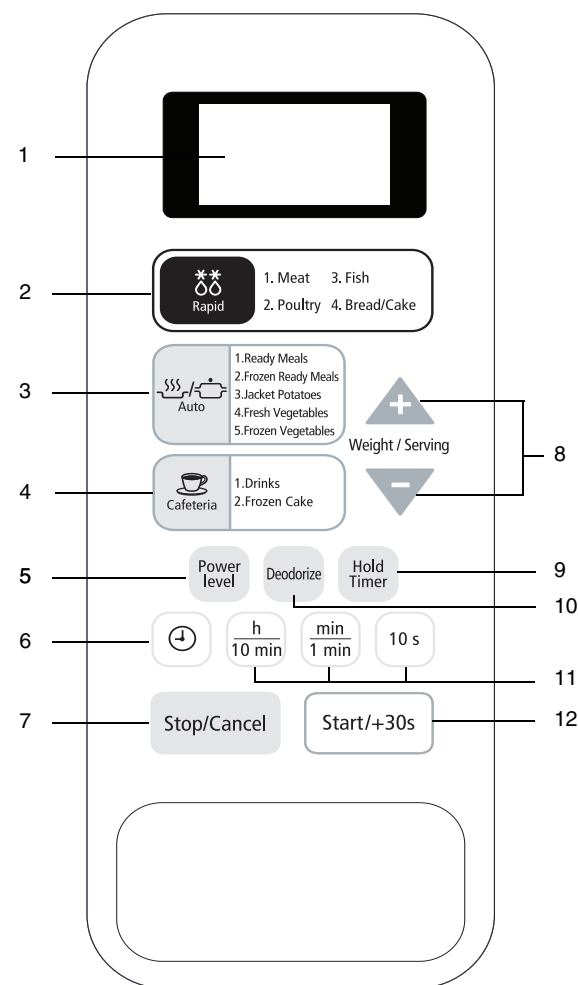 1
2
Rapid
1. Meat 3. Fish
2. Poultry 4. Bread/Cake
3
Auto
1.Ready Meals
2.Frozen Ready Meals
3.Jacket Potatoes
4.Fresh Vegetables
5.Frozen Vegetables
+
Weight / Serving
−
8
4
Cafeteria
1.Drinks
2.Frozen Cake
5
Power
level
Deodorize
Hold
Timer
9
10
6
h
10 min
min
1 min
10 s
11
7
Stop/Cancel
Start/+30s
12